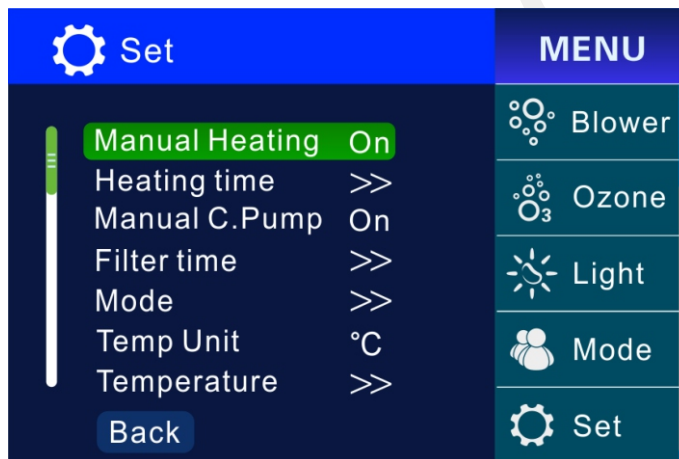 Set
Manual Heating On
Heating time >>
Manual C.Pump On
Filter time >>
Mode >>
Temp Unit °C
Temperature >>
Back
MENU
Blower
O₃ Ozone
Light
Mode
Set